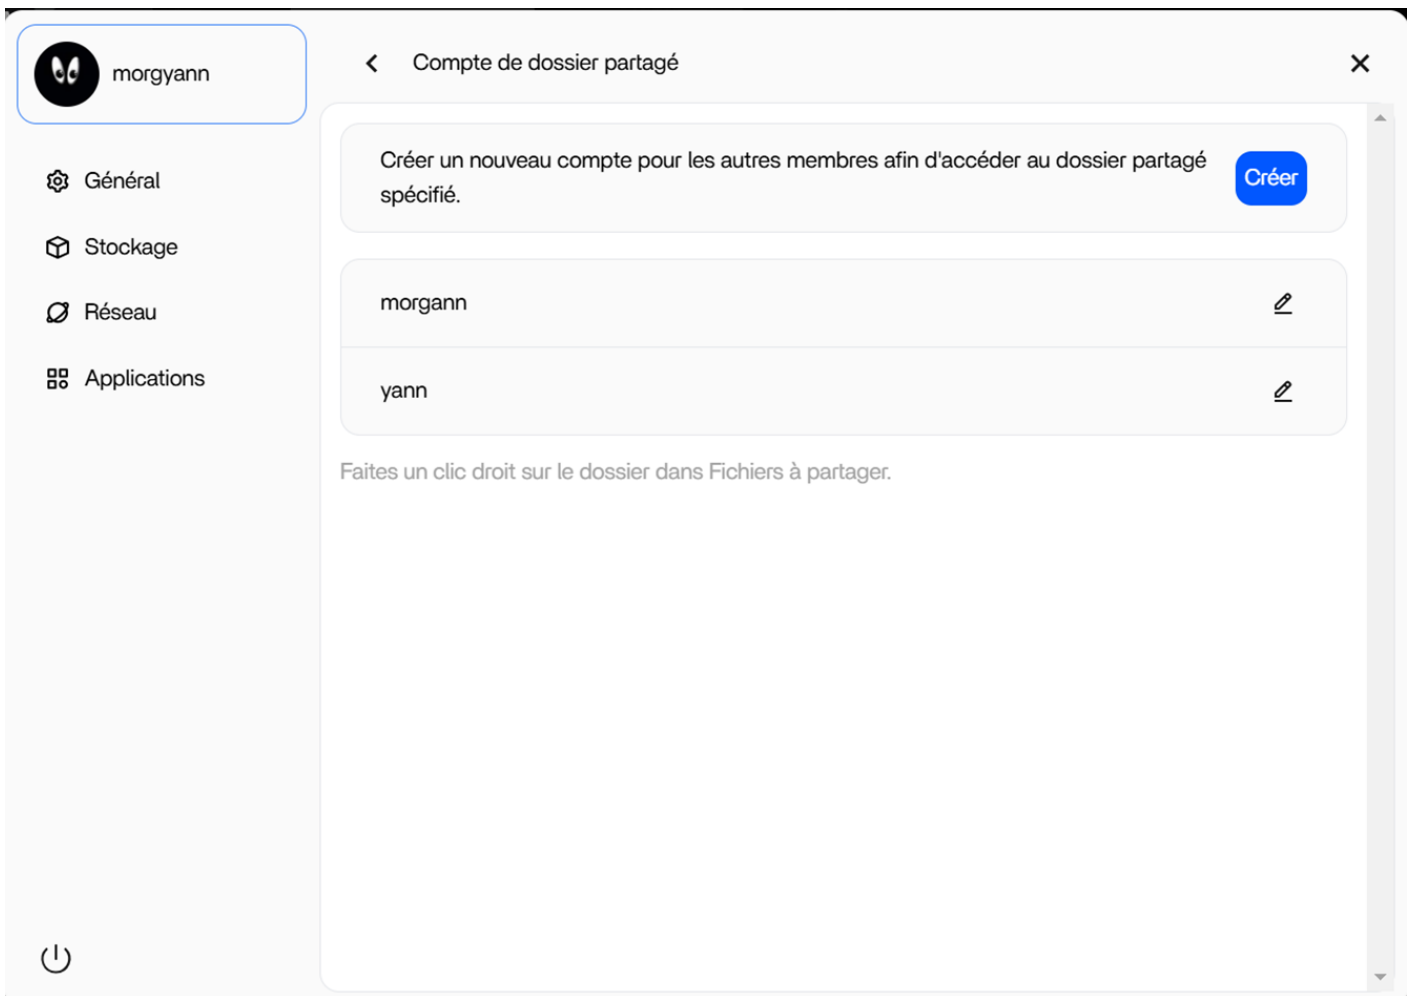 morgyann
Général
Stockage
Réseau
Applications
Compte de dossier partagé
Créer un nouveau compte pour les autres membres afin d'accéder au dossier partagé
spécifié.
Créer
morgann
yann
Faites un clic droit sur le dossier dans Fichiers à partager.